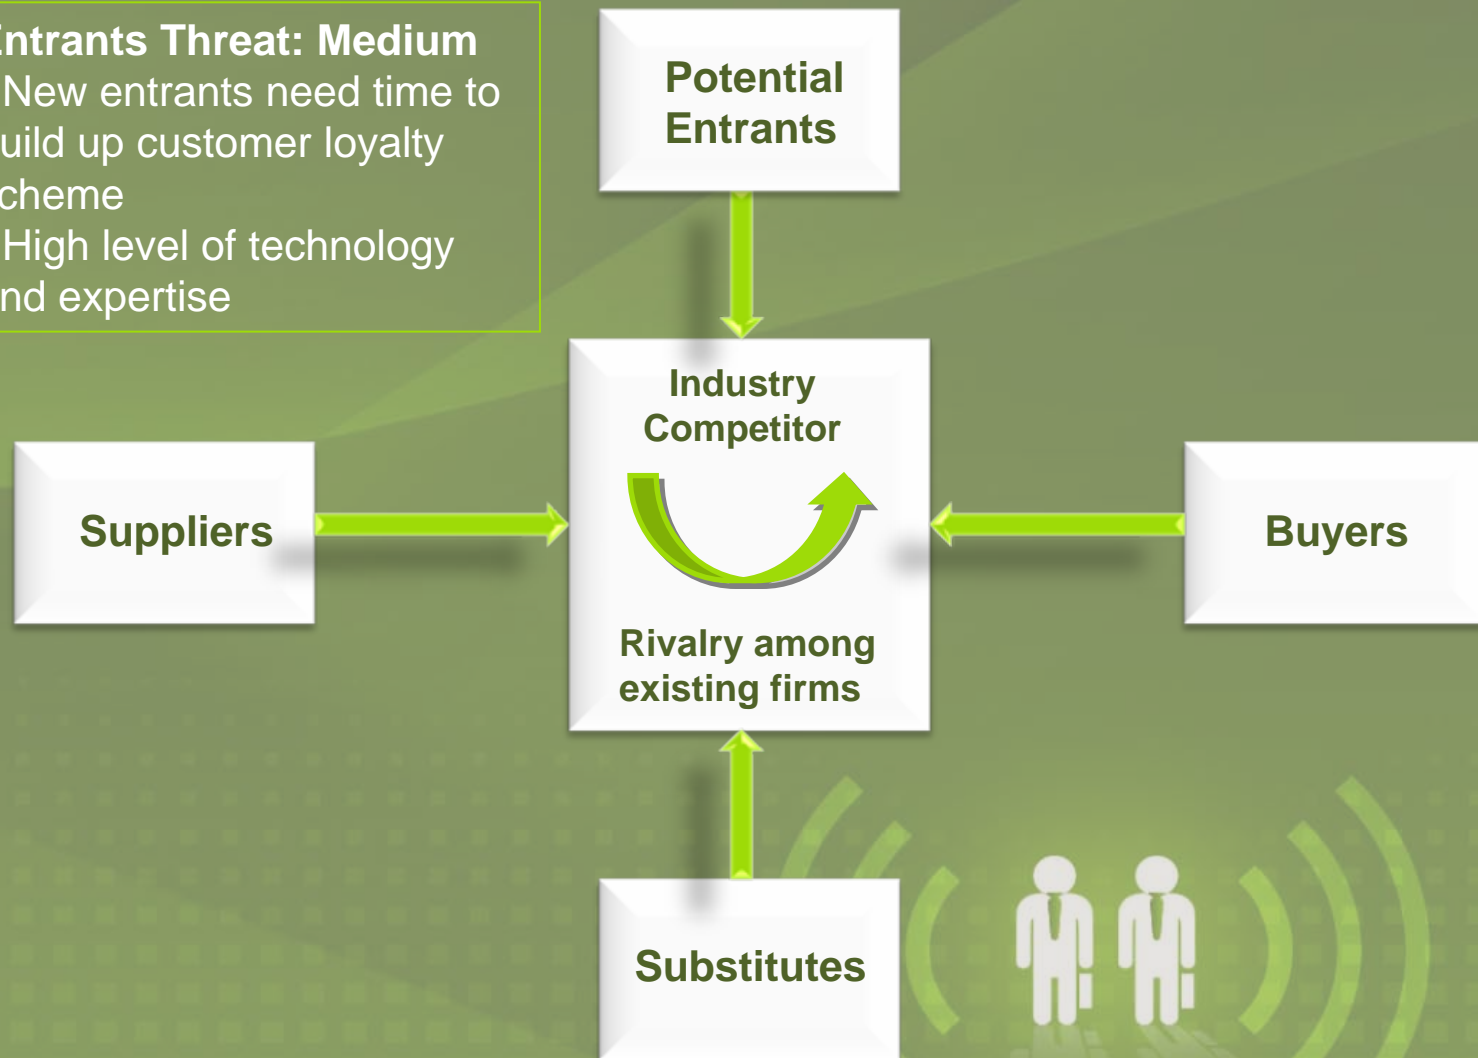 Entrants Threat: Medium
New entrants need time to
uild up customer loyalty
cheme
High level of technology
nd expertise
Potential
Entrants
Industry
Competitor
Suppliers
Buyers
Rivalry among
existing firms
Substitutes